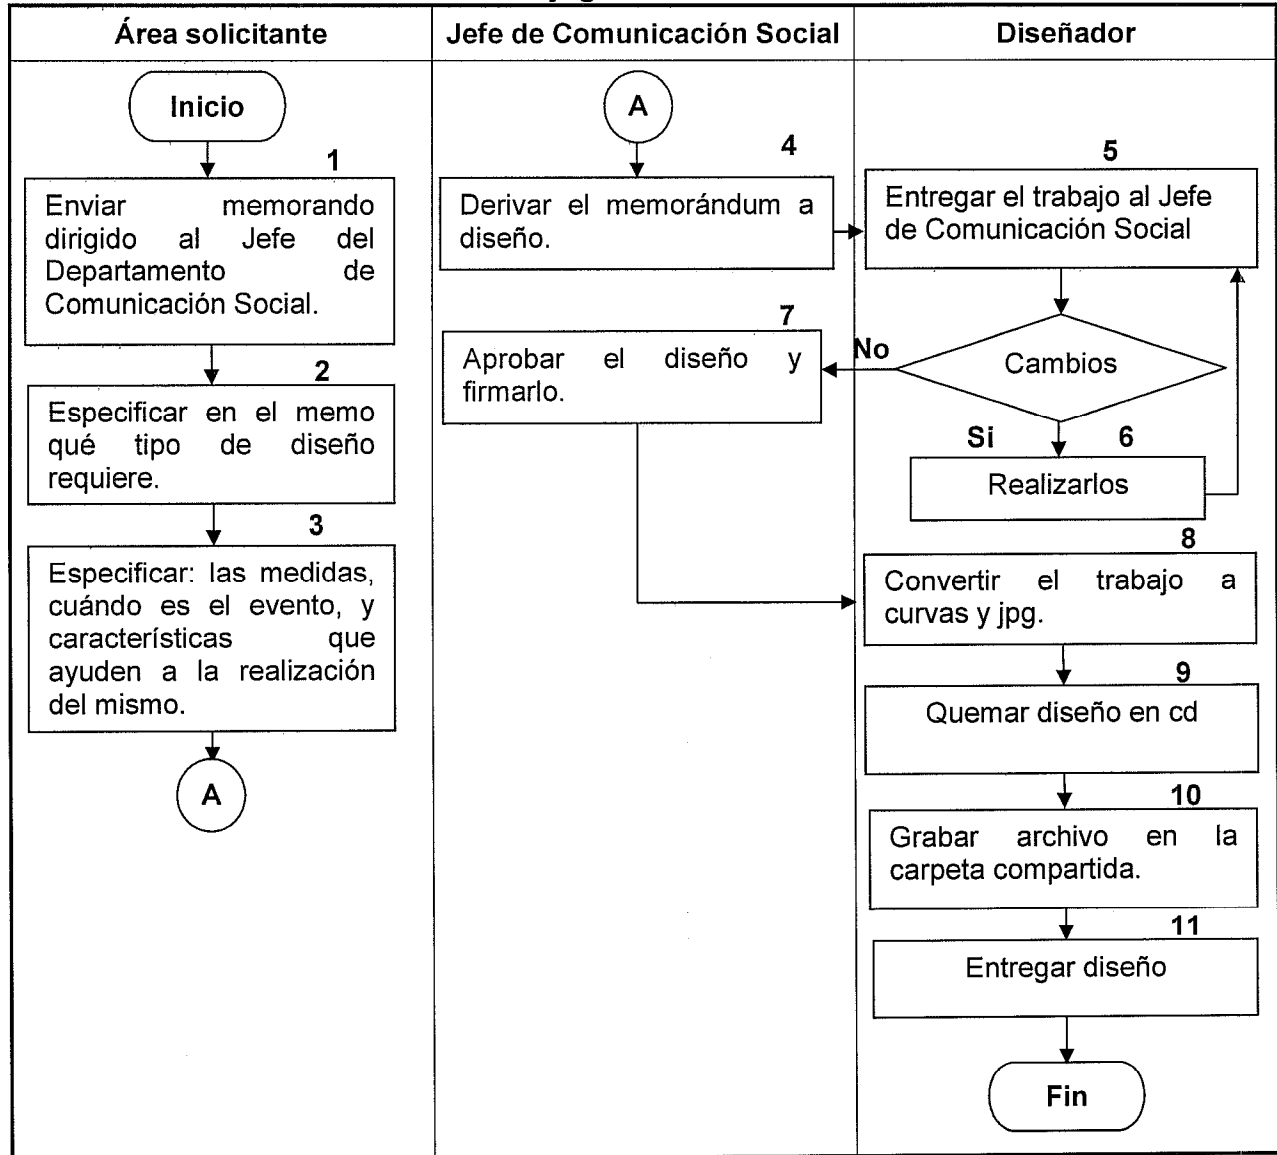 Área solicitante
Jefe de Comunicación Social
Diseñador
Inicio
1
Enviar memorando
dirigido al Jefe del
Departamento de
Comunicación Social.
2
Especificar en el memo
qué tipo de diseño
requiere.
3
Especificar: las medidas,
cuándo es el evento, y
características que
ayuden a la realización
del mismo.
A
A
4
Derivar el memorándum a
diseño.
7
Aprobar el diseño y
firmarlo.
5
Entregar el trabajo al Jefe
de Comunicación Social
Cambios
No
Si
6
Realizarlos
8
Convertir el trabajo a
curvas y jpg.
9
Quemar diseño en cd
10
Grabar archivo en la
carpeta compartida.
11
Entregar diseño
Fin